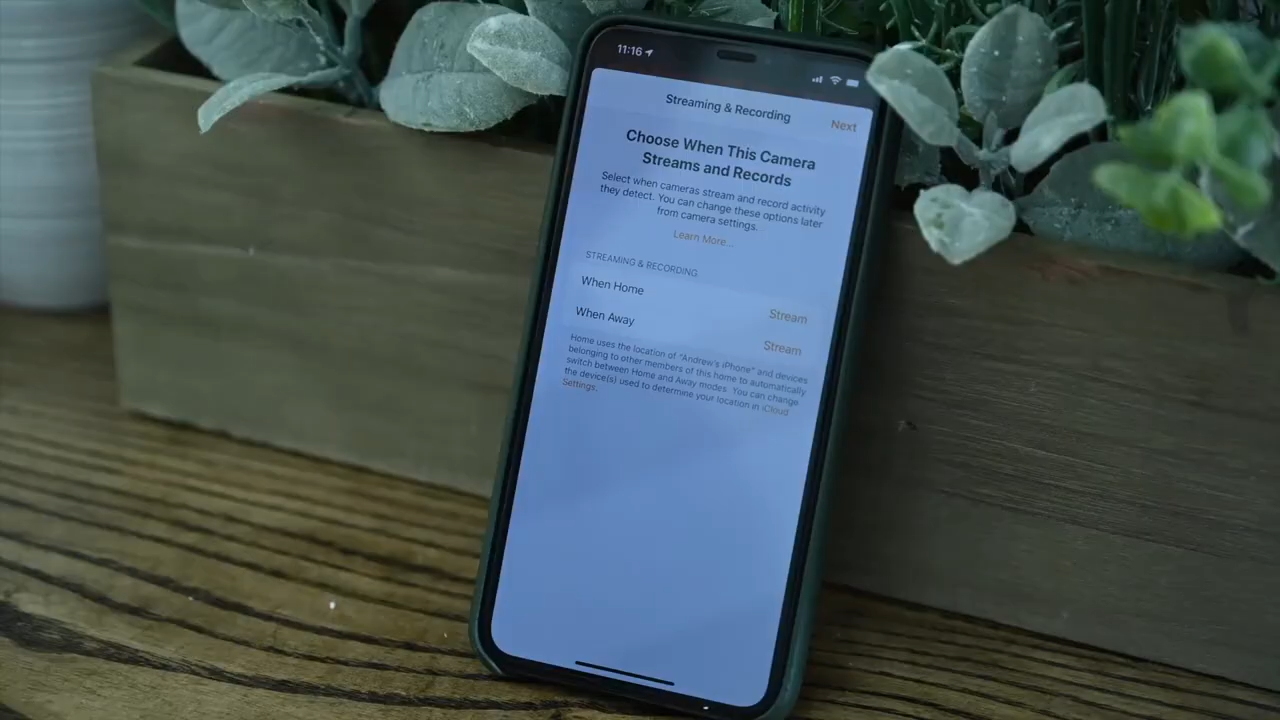 11:16
Streaming & Recording
Next
Choose When This Camera
Streams and Records
Select when cameras stream and record activity
they detect. You can change these options later
from camera settings.
Learn More...
STREAMING & RECORDING
When Home
Stream
When Away
Stream
Home uses the location of "Andrew's iPhone" and devices
belonging to other members of this home to automatically
switch between Home and Away modes. You can change
the device(s) used to determine your location in iCloud
Settings.